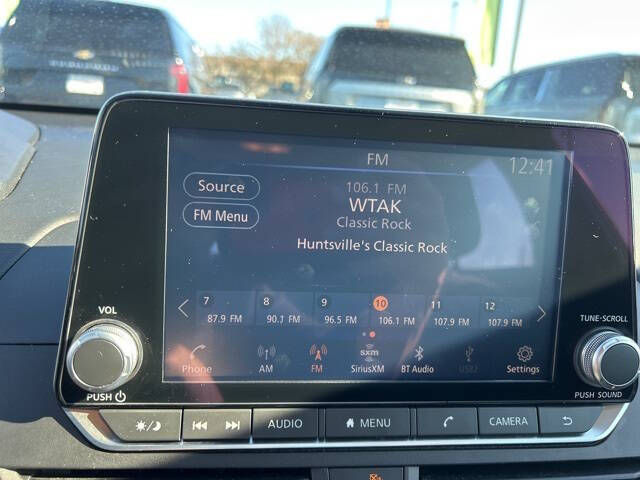 FM
12:41
Source
106.1 FM
WTAK
FM Menu
Classic Rock
Huntsville's Classic Rock
7 8 9 10 11 12
87.9 FM 90.1 FM 96.5 FM 106.1 FM 107.9 FM 107.9 FM
VOL
TUNE·SCROLL
sxm
Phone AM FM SiriusXM BT Audio USB2 Settings
PUSH
PUSH SOUND
AUDIO MENU CAMERA